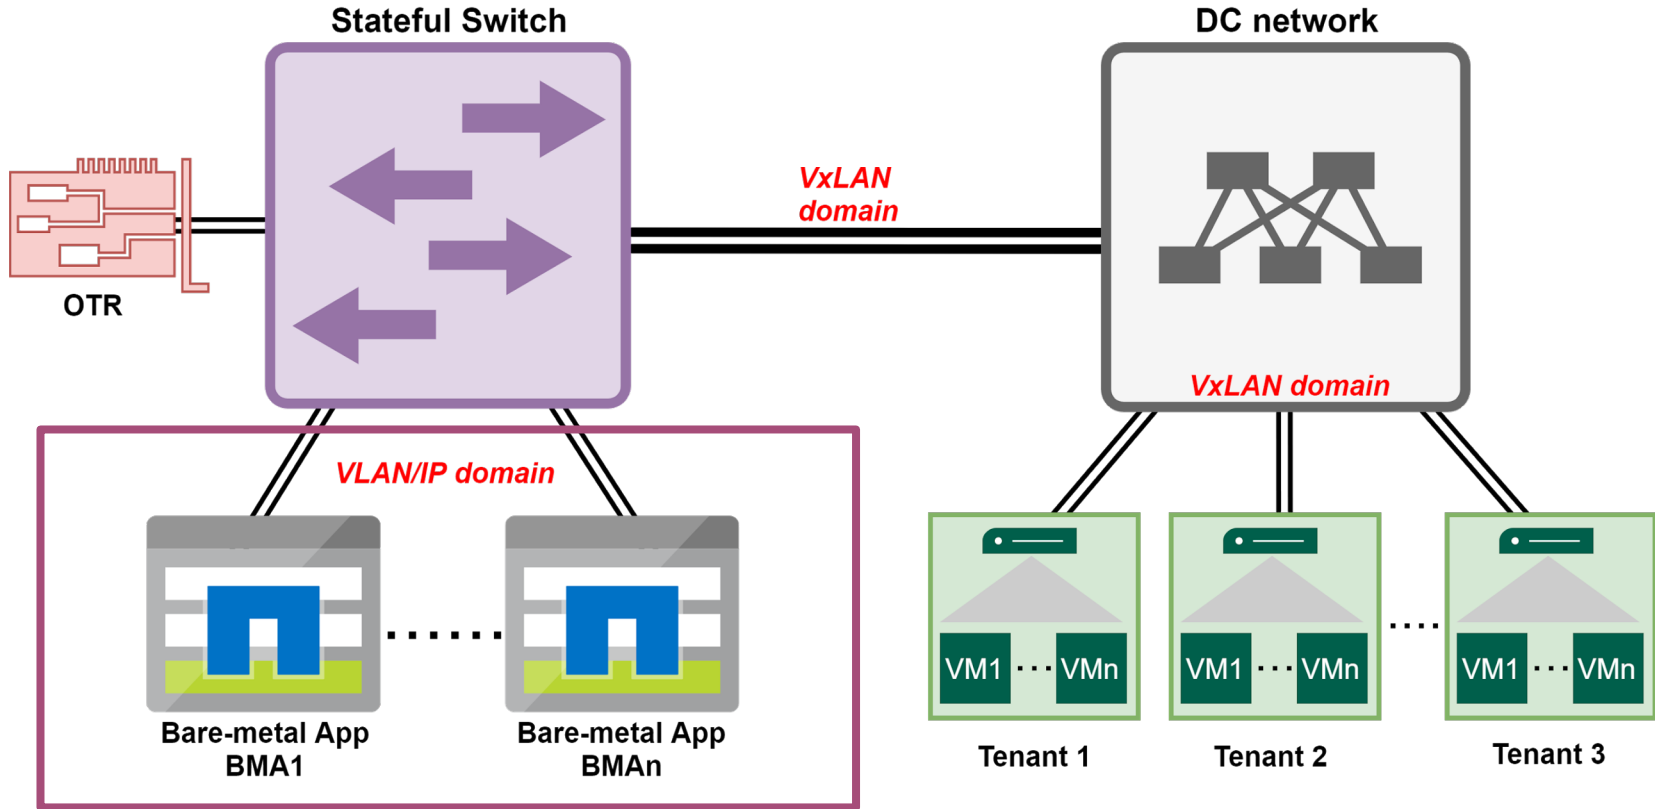 Stateful Switch
DC network
VxLAN
domain
OTR
VxLAN domain
VLAN/IP domain
VM1 ... VMn
VM1 ... VMn
VM1 ... VMn
Bare-metal App
BMA1
Bare-metal App
BMAn
Tenant 1
Tenant 2
Tenant 3